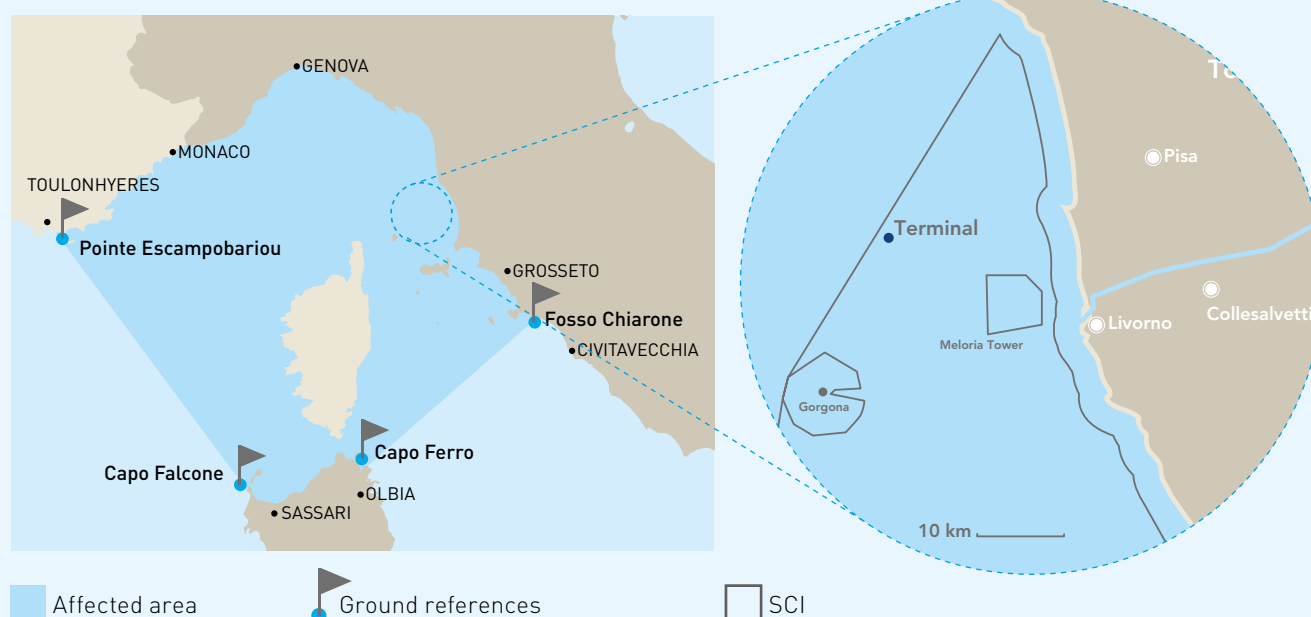 GENOVA
MONACO
TOULONHYERES
Pointe Escampobariou
GROSSETO
Fosso Chiarone
CIVITAVECCHIA
Capo Ferro
Capo Falcone
OLBIA
SASSARI
Pisa
Terminal
Collesalvetti
Livorno
Meloria Tower
Gorgona
10 km
Affected area
Ground references
SCI